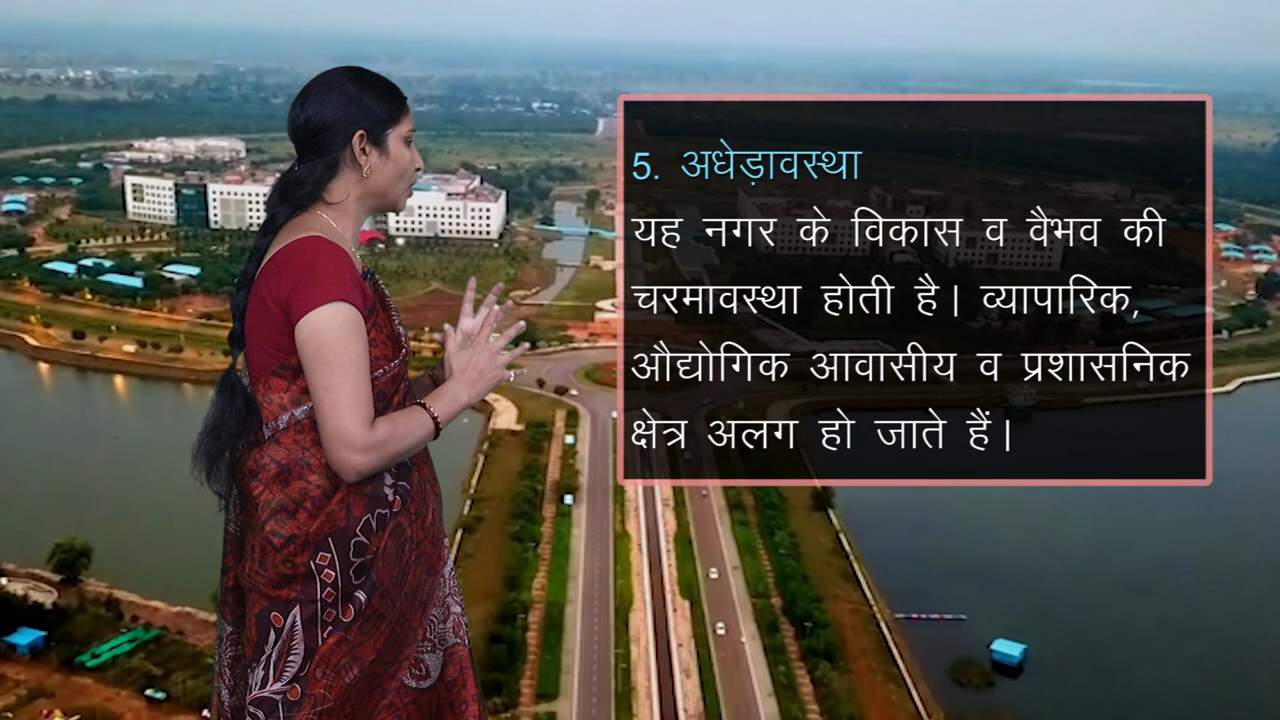 5. अधेड़ावस्था
यह नगर के विकास व वैभव की
चरमावस्था होती है। व्यापारिक,
औद्योगिक आवासीय व प्रशासनिक
क्षेत्र अलग हो जाते हैं।